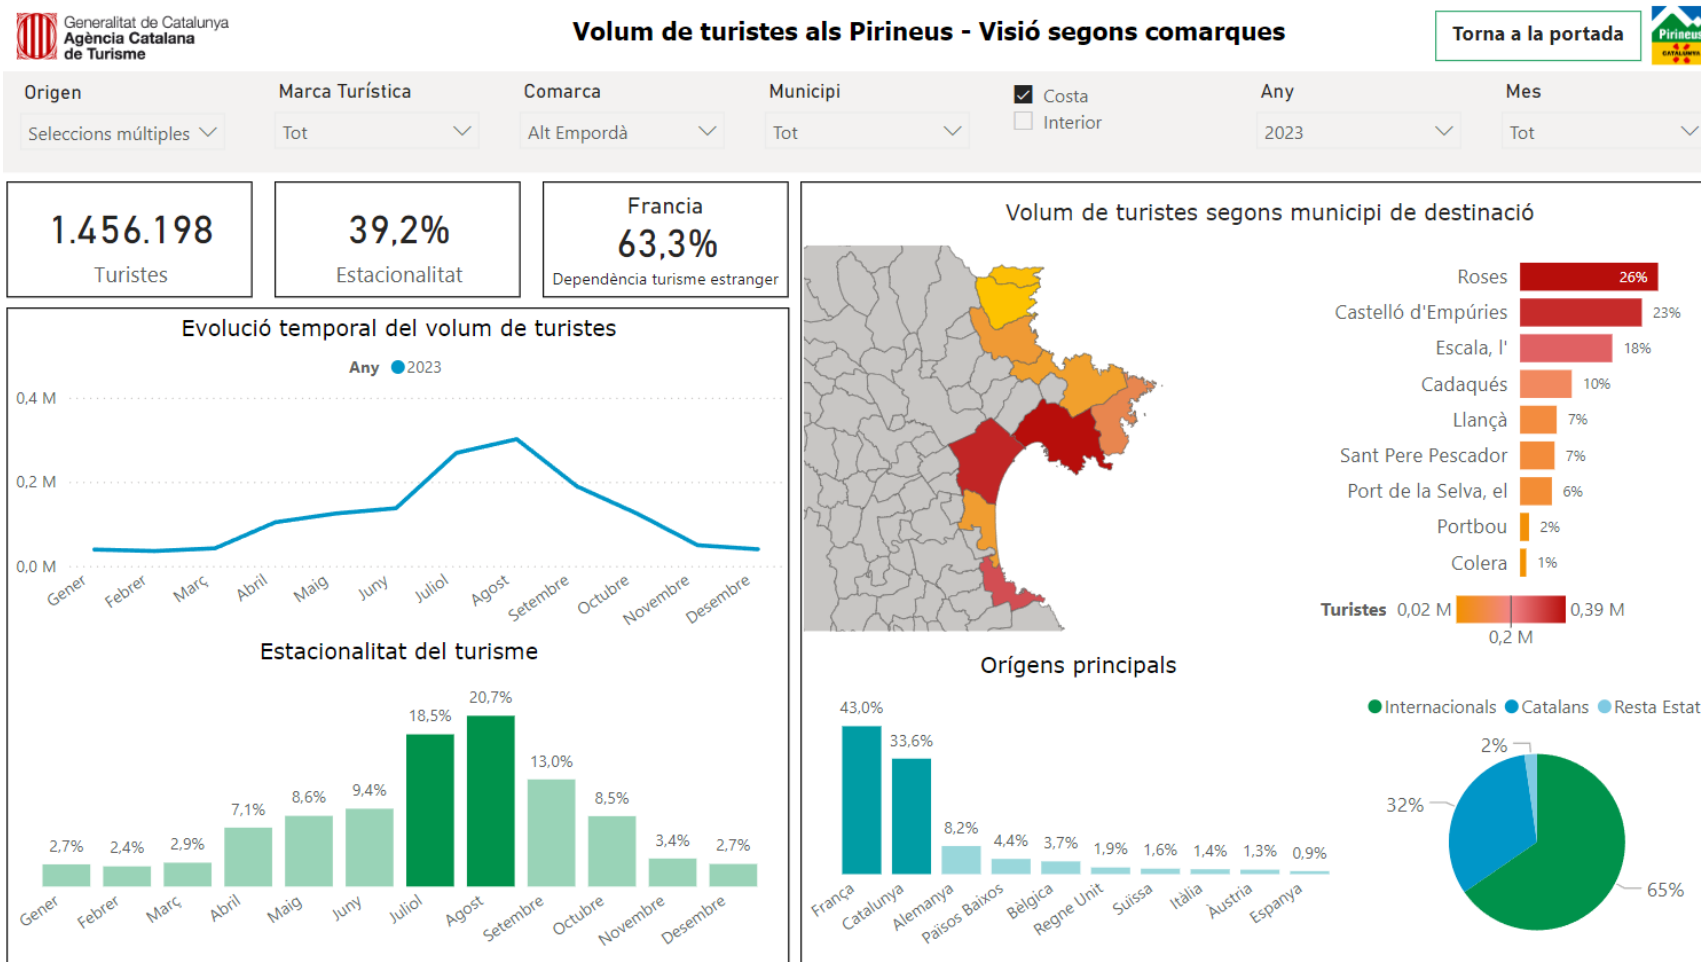 Generalitat de Catalunya
Agència Catalana
de Turisme
Volum de turistes als Pirineus - Visió segons comarques
Torna a la portada
Pirineus
CATALUNYA
Origen
Seleccions múltiples
Marca Turística
Tot
Comarca
Alt Empordà
Municipi
Tot
Costa
Interior
Any
2023
Mes
Tot
1.456.198
Turistes
39,2%
Estacionalitat
Francia
63,3%
Dependència turisme estranger
Evolució temporal del volum de turistes
Any 2023
0,4 M
0,2 M
0,0 M
Gener Febrer Març Abril Maig Juny Juliol Agost Setembre Octubre Novembre Desembre
Estacionalitat del turisme
2,7% 2,4% 2,9% 7,1% 8,6% 9,4% 18,5% 20,7% 13,0% 8,5% 3,4% 2,7%
Gener Febrer Març Abril Maig Juny Juliol Agost Setembre Octubre Novembre Desembre
Volum de turistes segons municipi de destinació
Roses 26%
Castelló d'Empúries 23%
Escala, l' 18%
Cadaqués 10%
Llançà 7%
Sant Pere Pescador 7%
Port de la Selva, el 6%
Portbou 2%
Colera 1%
Turistes 0,02 M 0,39 M
0,2 M
Orígens principals
43,0% 33,6% 8,2% 4,4% 3,7% 1,9% 1,6% 1,4% 1,3% 0,9%
França Catalunya Alemanya Països Baixos Bèlgica Regne Unit Suïssa Itàlia Àustria Espanya
Internacionals Catalans Resta Estat
2%
32%
65%